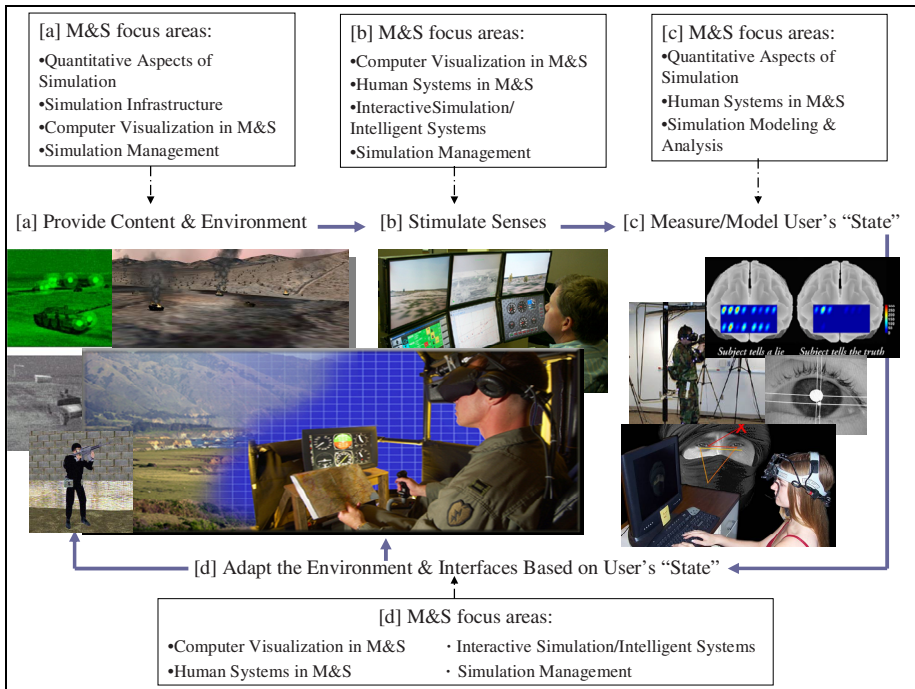 [a] M&S focus areas:
•Quantitative Aspects of
Simulation
•Simulation Infrastructure
•Computer Visualization in M&S
•Simulation Management
[b] M&S focus areas:
•Computer Visualization in M&S
•Human Systems in M&S
•InteractiveSimulation/
Intelligent Systems
•Simulation Management
[c] M&S focus areas:
•Quantitative Aspects of
Simulation
•Human Systems in M&S
•Simulation Modeling &
Analysis
[a] Provide Content & Environment
[b] Stimulate Senses
[c] Measure/Model User's “State”
Subject tells a lie
Subject tells the truth
[d] Adapt the Environment & Interfaces Based on User's “State”
[d] M&S focus areas:
•Computer Visualization in M&S
•Human Systems in M&S
· Interactive Simulation/Intelligent Systems
· Simulation Management